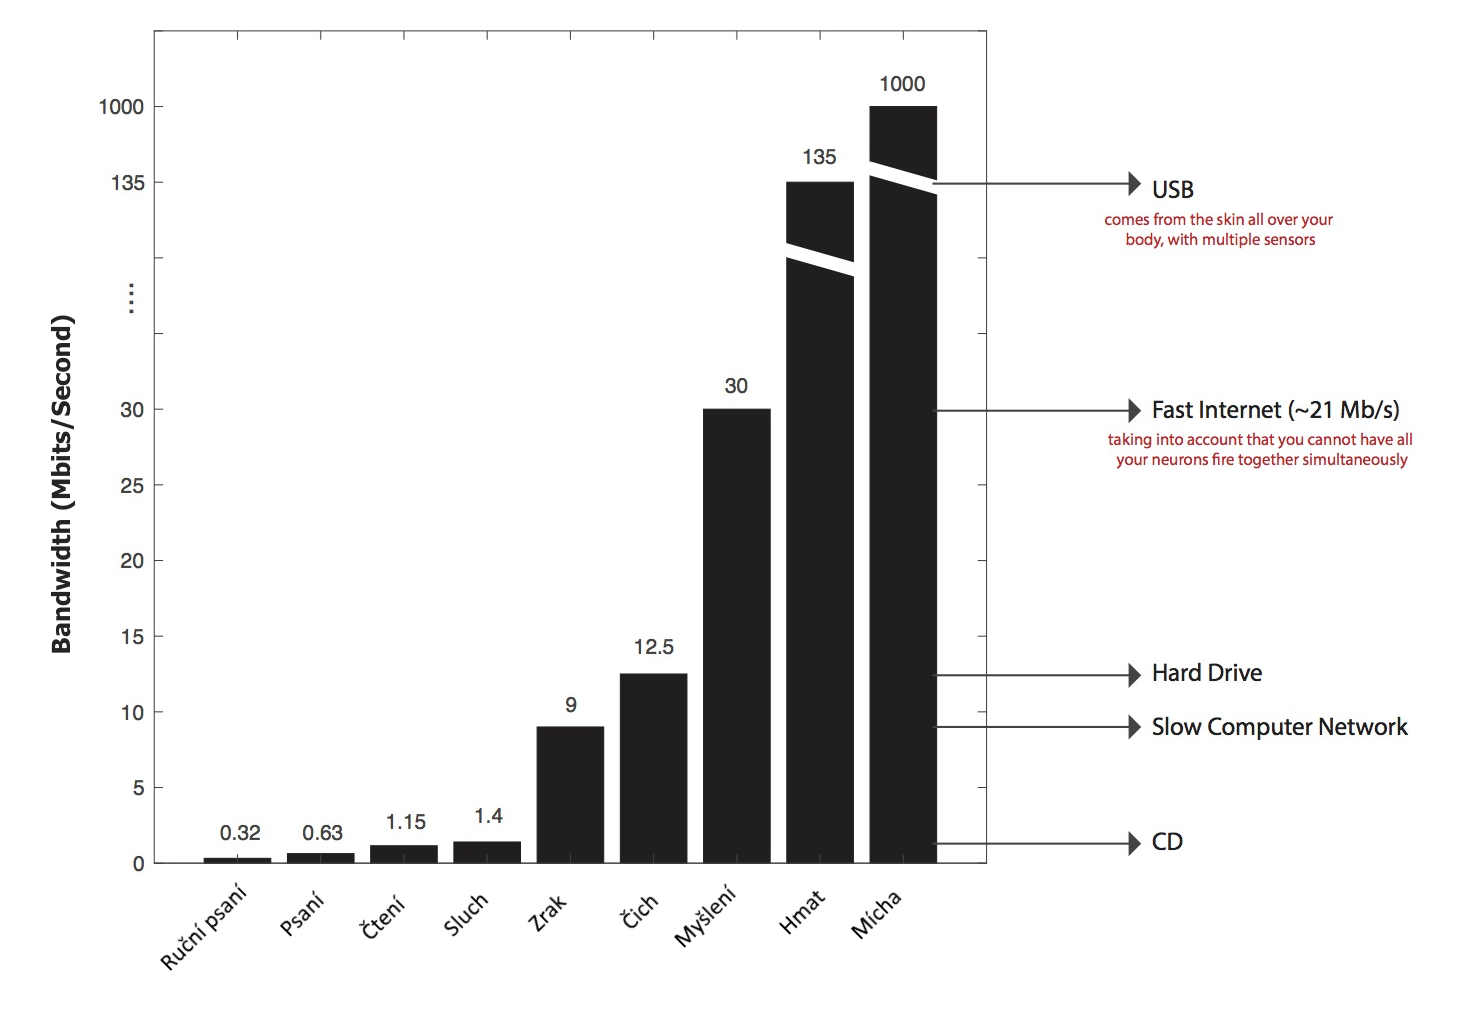 1000
1000
135
135
USB
comes from the skin all over your
body, with multiple sensors
....
Bandwidth (Mbits/Second)
30
30
Fast Internet (~21 Mb/s)
taking into account that you cannot have all
your neurons fire together simultaneously
25
20
15
12.5
Hard Drive
10
9
Slow Computer Network
5
0.32
0.63
1.15
1.4
CD
0
Ruční psaní
Psaní
Čtení
Sluch
Zrak
Čich
Myšlení
Hmat
Mícha